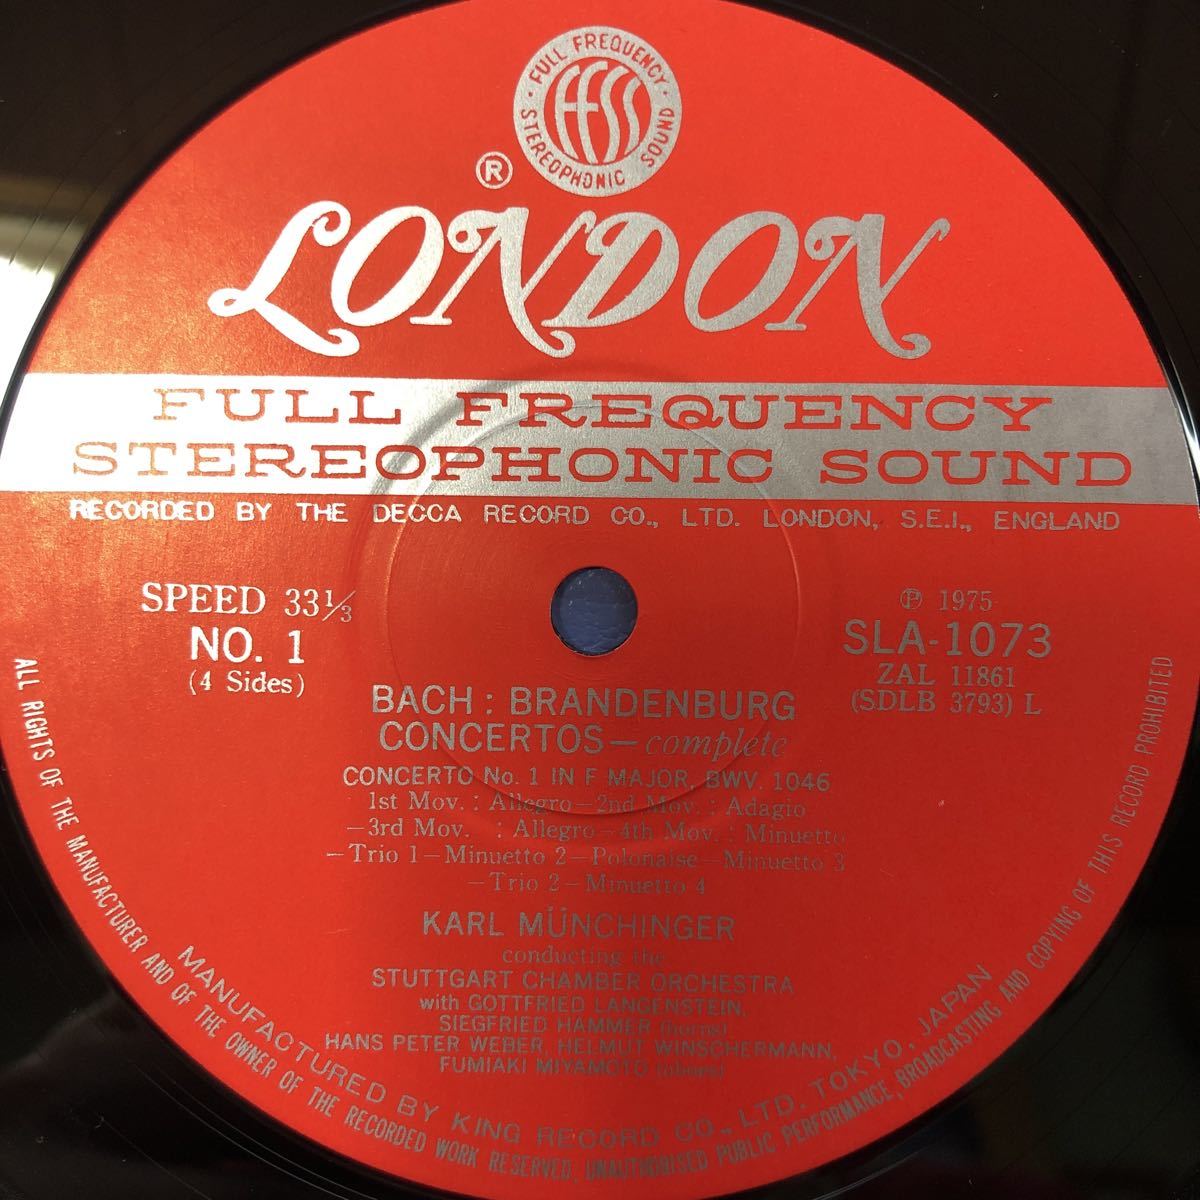 FULL FREQUENCY
ffss
STEREOPHONIC SOUND
®
LONDON
FULL FREQUENCY
STEREOPHONIC SOUND
RECORDED BY THE DECCA RECORD CO., LTD. LONDON, S.E.I., ENGLAND
SPEED 33⅓
NO. 1
(4 Sides)
℗ 1975
SLA-1073
ZAL 11861
(SDLB 3793) L
BACH : BRANDENBURG
CONCERTOS—complete
CONCERTO No. 1 IN F MAJOR, BWV. 1046
1st Mov. : Allegro—2nd Mov. : Adagio
—3rd Mov. : Allegro—4th Mov. : Minuetto
—Trio 1—Minuetto 2—Polonaise—Minuetto 3
—Trio 2—Minuetto 4
KARL MÜNCHINGER
conducting the
STUTTGART CHAMBER ORCHESTRA
with GOTTFRIED LANGENSTEIN,
SIEGFRIED HAMMER (horns)
HANS PETER WEBER, HELMUT WINSCHERMANN,
FUMIAKI MIYAMOTO (oboes)
MANUFACTURED BY KING RECORD CO., LTD. TOKYO, JAPAN
ALL RIGHTS OF THE MANUFACTURER AND OF THE OWNER OF THE RECORDED WORK RESERVED, UNAUTHORISED PUBLIC PERFORMANCE, BROADCASTING AND COPYING OF THIS RECORD PROHIBITED